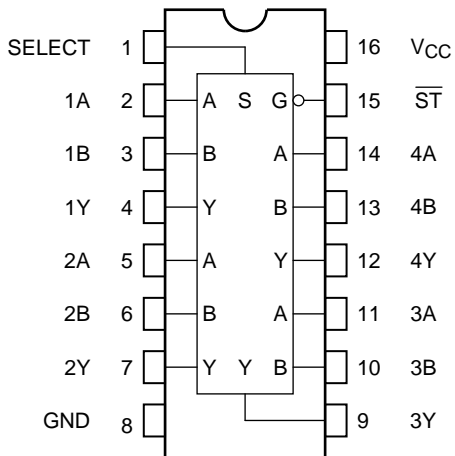 SELECT 1 16 VCC
1A 2 A S G 15 ST
1B 3 B A 14 4A
1Y 4 Y B 13 4B
2A 5 A Y 12 4Y
2B 6 B A 11 3A
2Y 7 Y Y B 10 3B
GND 8 9 3Y